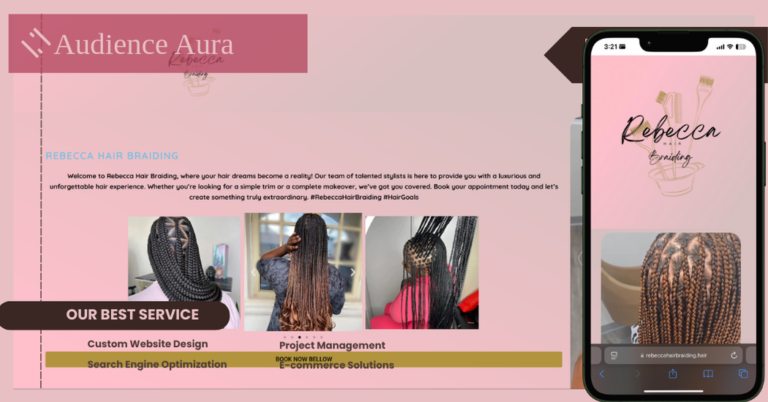 Audience Aura
Rebecca
Braiding
REBECCA HAIR BRAIDING
Welcome to Rebecca Hair Braiding, where your hair dreams become a reality! Our team of talented stylists is here to provide you with a luxurious and
unforgettable hair experience. Whether you're looking for a simple trim or a complete makeover, we've got you covered. Book your appointment today and let's
create something truly extraordinary. #RebeccaHairBraiding #HairGoals
OUR BEST SERVICE
Custom Website Design
Project Management
BOOK NOW BELLOW
Search Engine Optimization
E-commerce Solutions
3:21
Rebecca
HAIR
Braiding
rebeccahairbraiding.hair